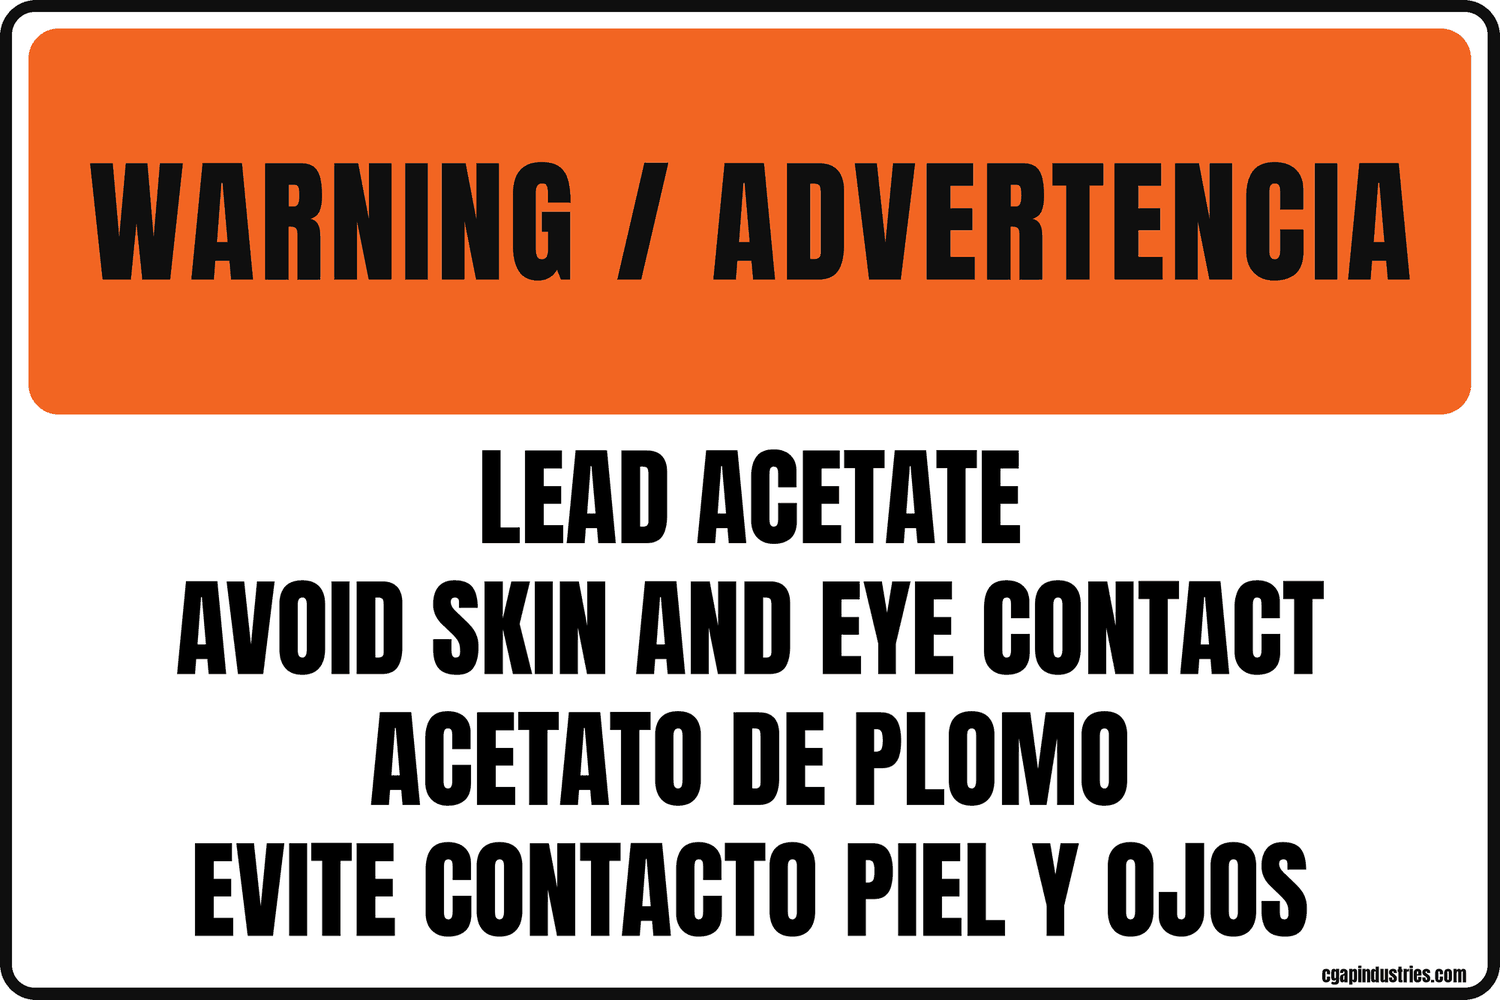 WARNING / ADVERTENCIA
LEAD ACETATE
AVOID SKIN AND EYE CONTACT
ACETATO DE PLOMO
EVITE CONTACTO PIEL Y OJOS
cgapindustries.com